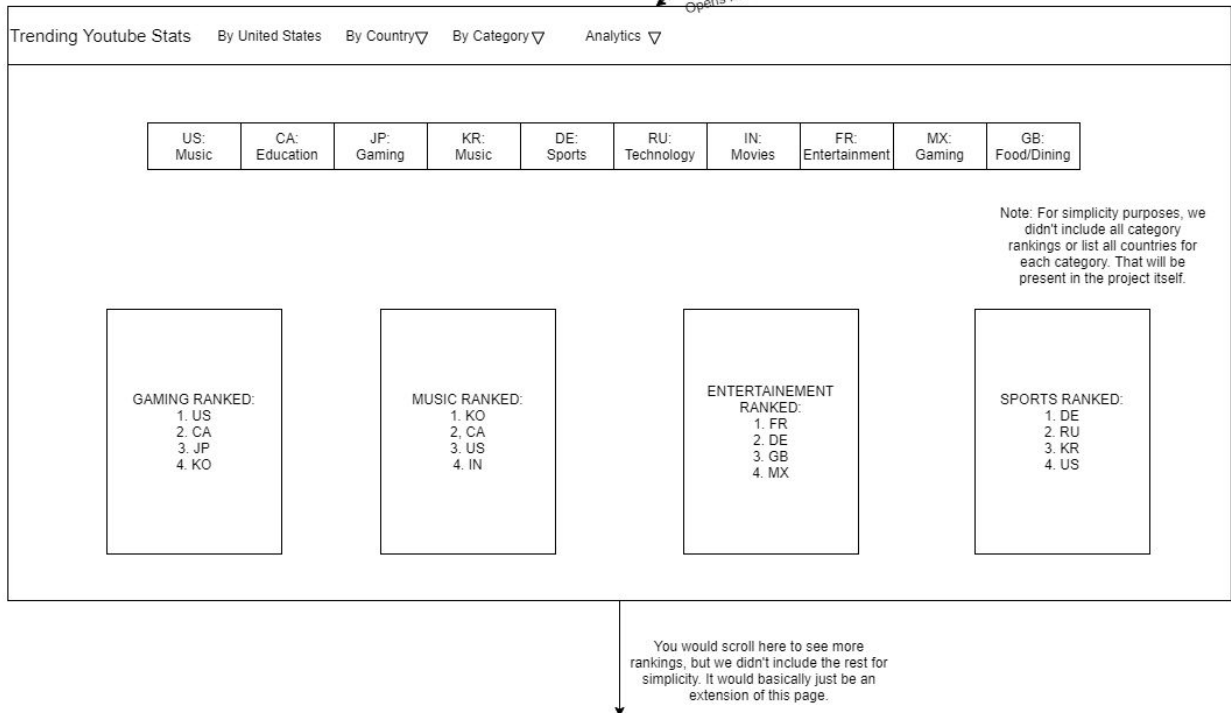 Opens
Trending Youtube Stats By United States By Country By Category Analytics
US: CA: JP: KR: DE: RU: IN: FR: MX: GB:
Music Education Gaming Music Sports Technology Movies Entertainment Gaming Food/Dining
Note: For simplicity purposes, we
didn't include all category
rankings or list all countries for
each category. That will be
present in the project itself.
GAMING RANKED:
1. US
2. CA
3. JP
4. KO
MUSIC RANKED:
1. KO
2, CA
3. US
4. IN
ENTERTAINEMENT
RANKED:
1. FR
2. DE
3. GB
4. MX
SPORTS RANKED:
1. DE
2. RU
3. KR
4. US
You would scroll here to see more
rankings, but we didn't include the rest for
simplicity. It would basically just be an
extension of this page.